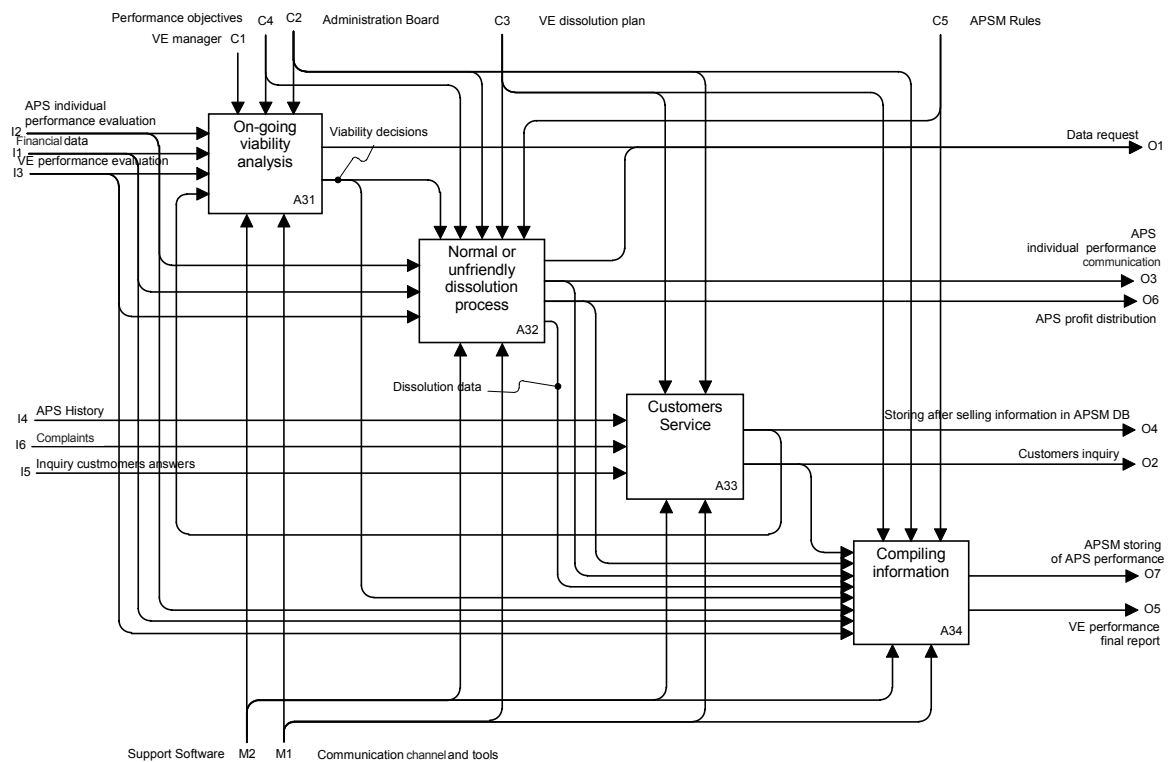 Performance objectives C4 C2 Administration Board C3 VE dissolution plan C5 APSM Rules
VE manager C1
APS individual
performance evaluation
I2
Financial data
I1
VE performance evaluation
I3
On-going
viability
analysis
A31
Viability decisions
Data request
O1
Normal or
unfriendly
dissolution
process
A32
APS
individual performance
communication
O3
O6
APS profit distribution
Dissolution data
I4 APS History
I6 Complaints
I5 Inquiry custmomers answers
Customers
Service
A33
Storing after selling information in APSM DB
O4
Customers inquiry
O2
Compiling
information
A34
APSM storing
of APS performance
O7
O5
VE performance
final report
Support Software M2 M1 Communication channel and tools